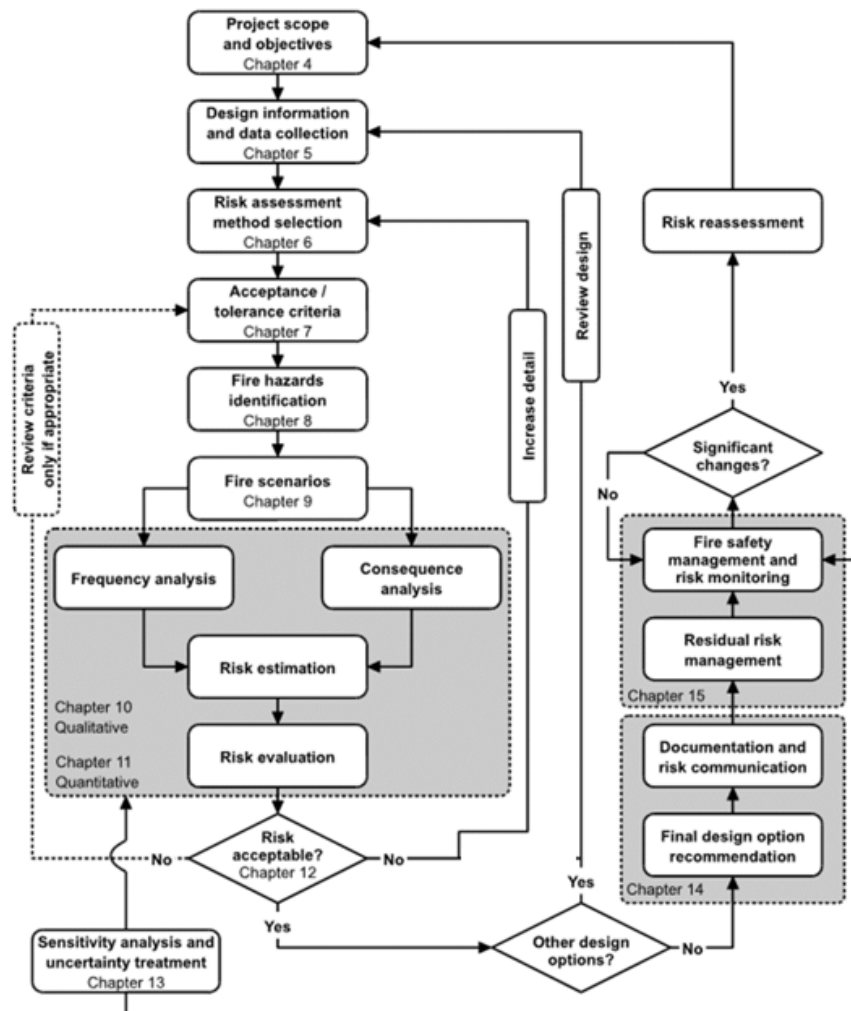 Project scope
and objectives
Chapter 4
Design information
and data collection
Chapter 5
Risk assessment
method selection
Chapter 6
Acceptance /
tolerance criteria
Chapter 7
Fire hazards
identification
Chapter 8
Fire scenarios
Chapter 9
Frequency analysis
Consequence
analysis
Risk estimation
Risk evaluation
Chapter 10
Qualitative
Chapter 11
Quantitative
Risk
acceptable?
Chapter 12
No
No
Yes
Review criteria
only if appropriate
Increase detail
Review design
Sensitivity analysis and
uncertainty treatment
Chapter 13
Other design
options?
Yes
No
Final design option
recommendation
Documentation and
risk communication
Chapter 14
Residual risk
management
Fire safety
management and
risk monitoring
Chapter 15
Significant
changes?
No
Yes
Risk reassessment